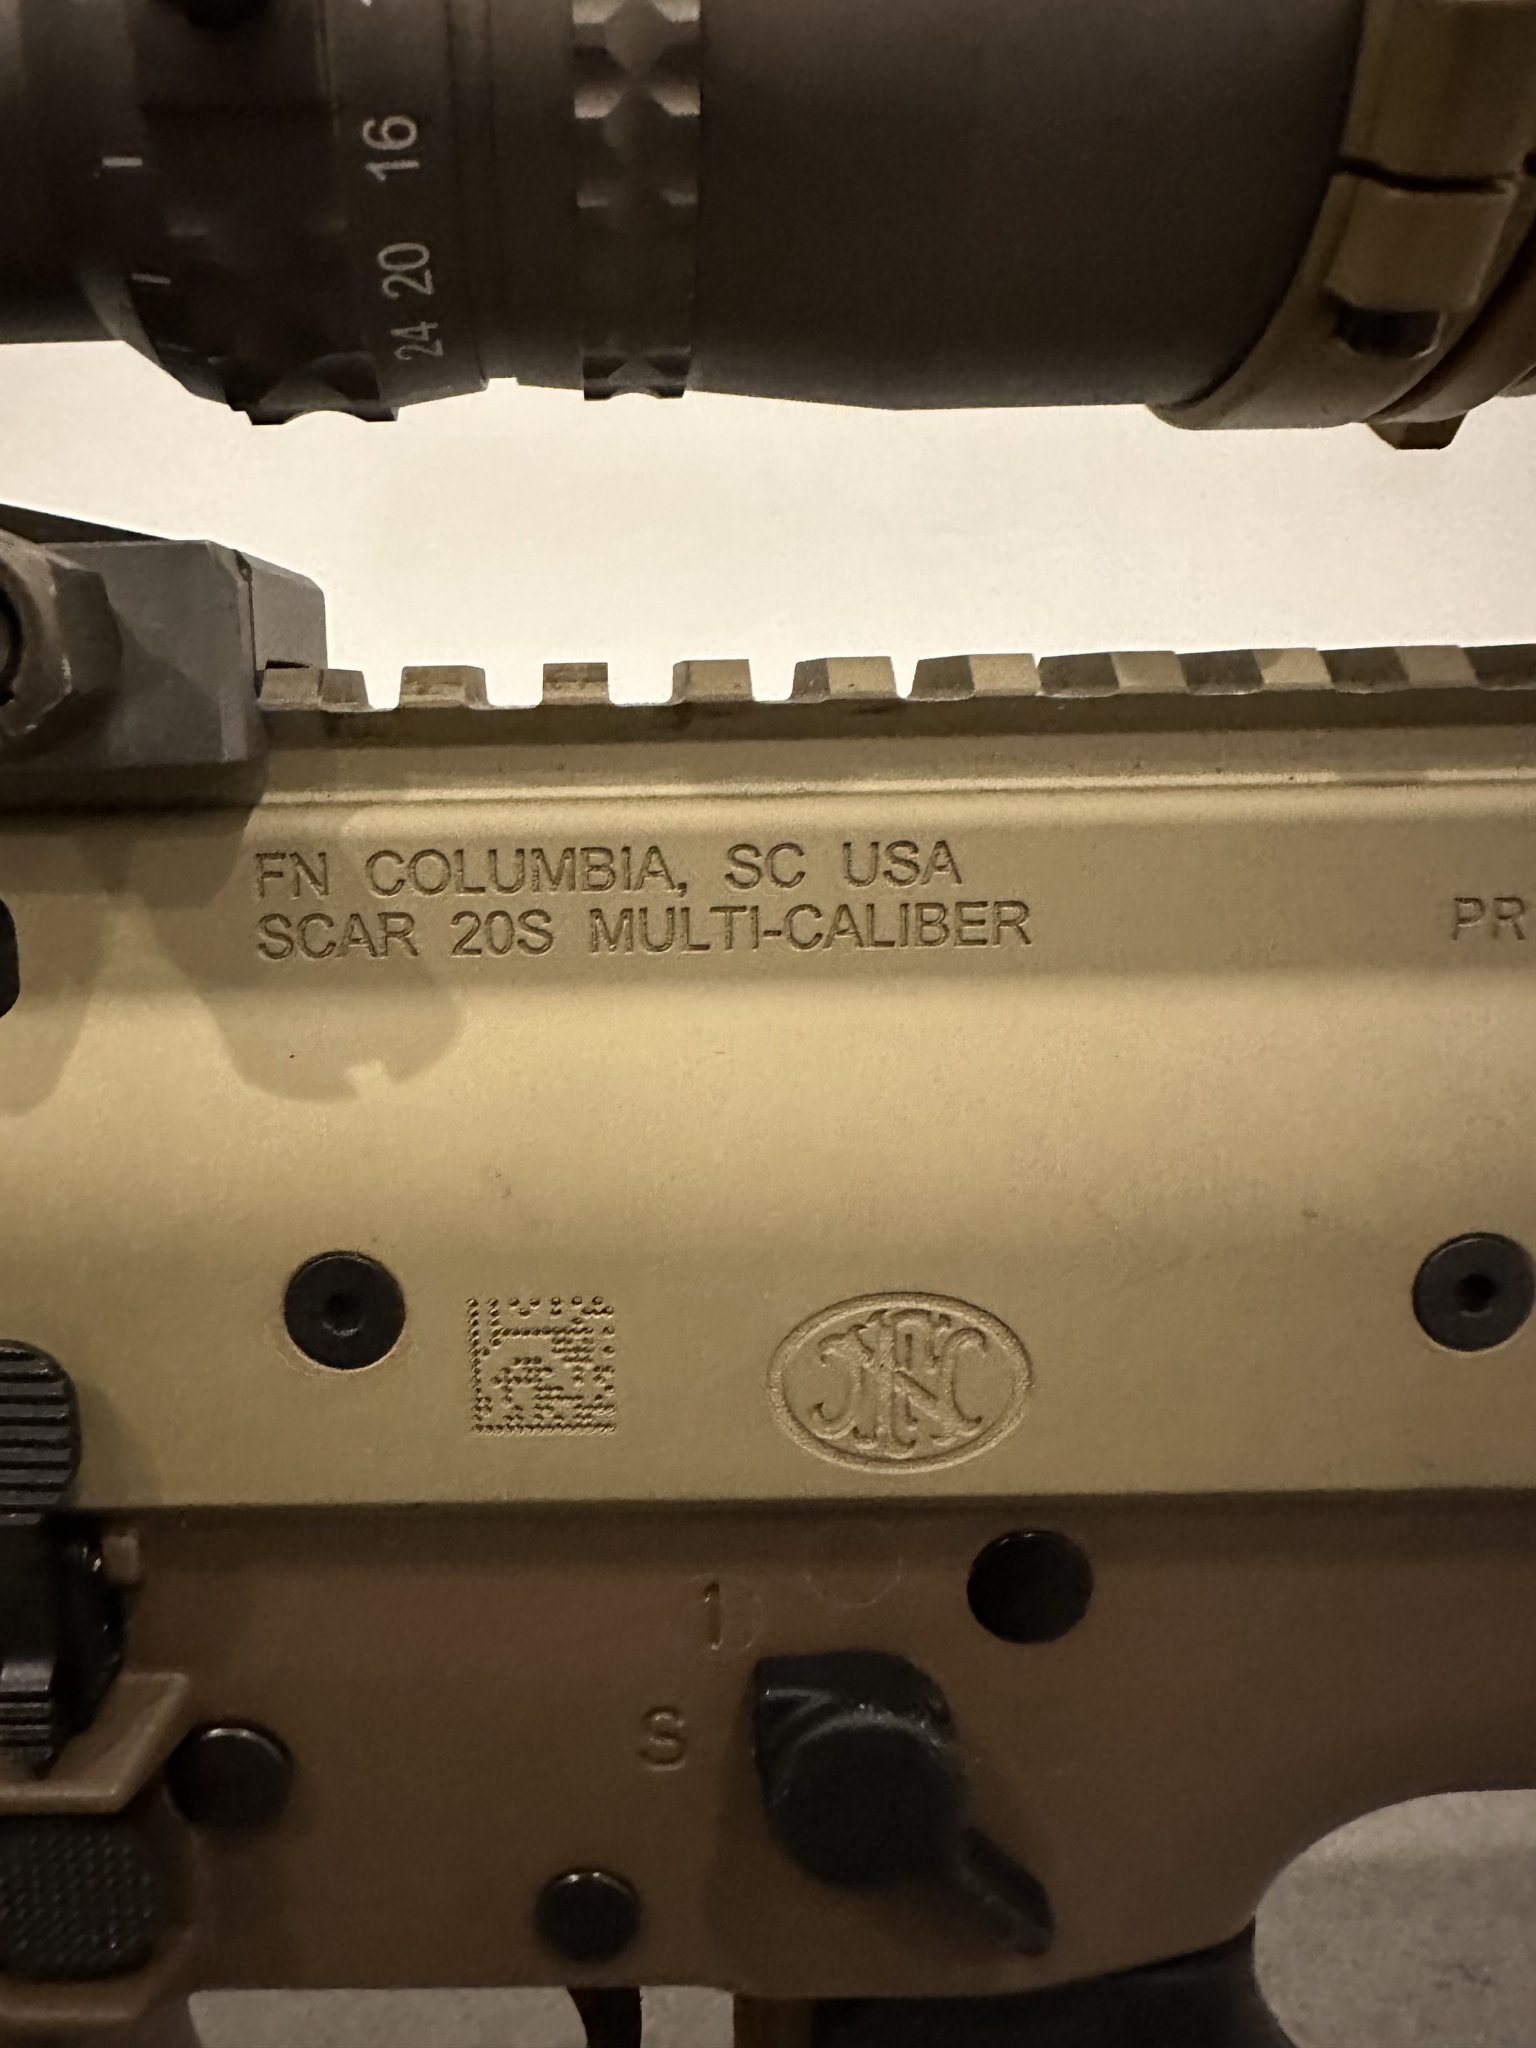 16
20
24
FN COLUMBIA, SC USA
SCAR 20S MULTI-CALIBER
PR
FN
1
S